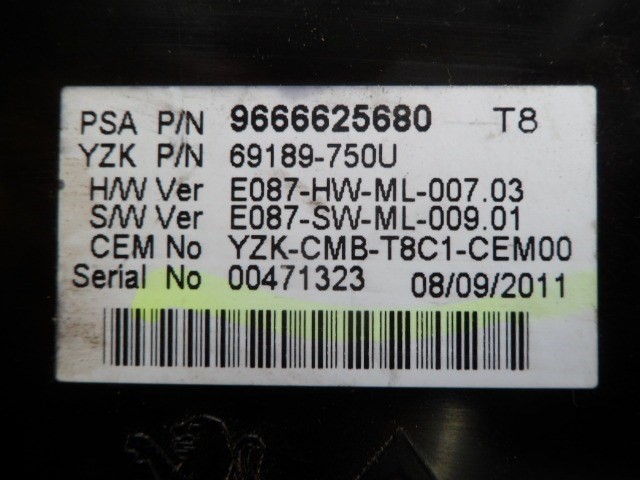 PSA P/N 9666625680 T8
YZK P/N 69189-750U
H/W Ver E087-HW-ML-007.03
S/W Ver E087-SW-ML-009.01
CEM No YZK-CMB-T8C1-CEM00
Serial No 00471323 08/09/2011